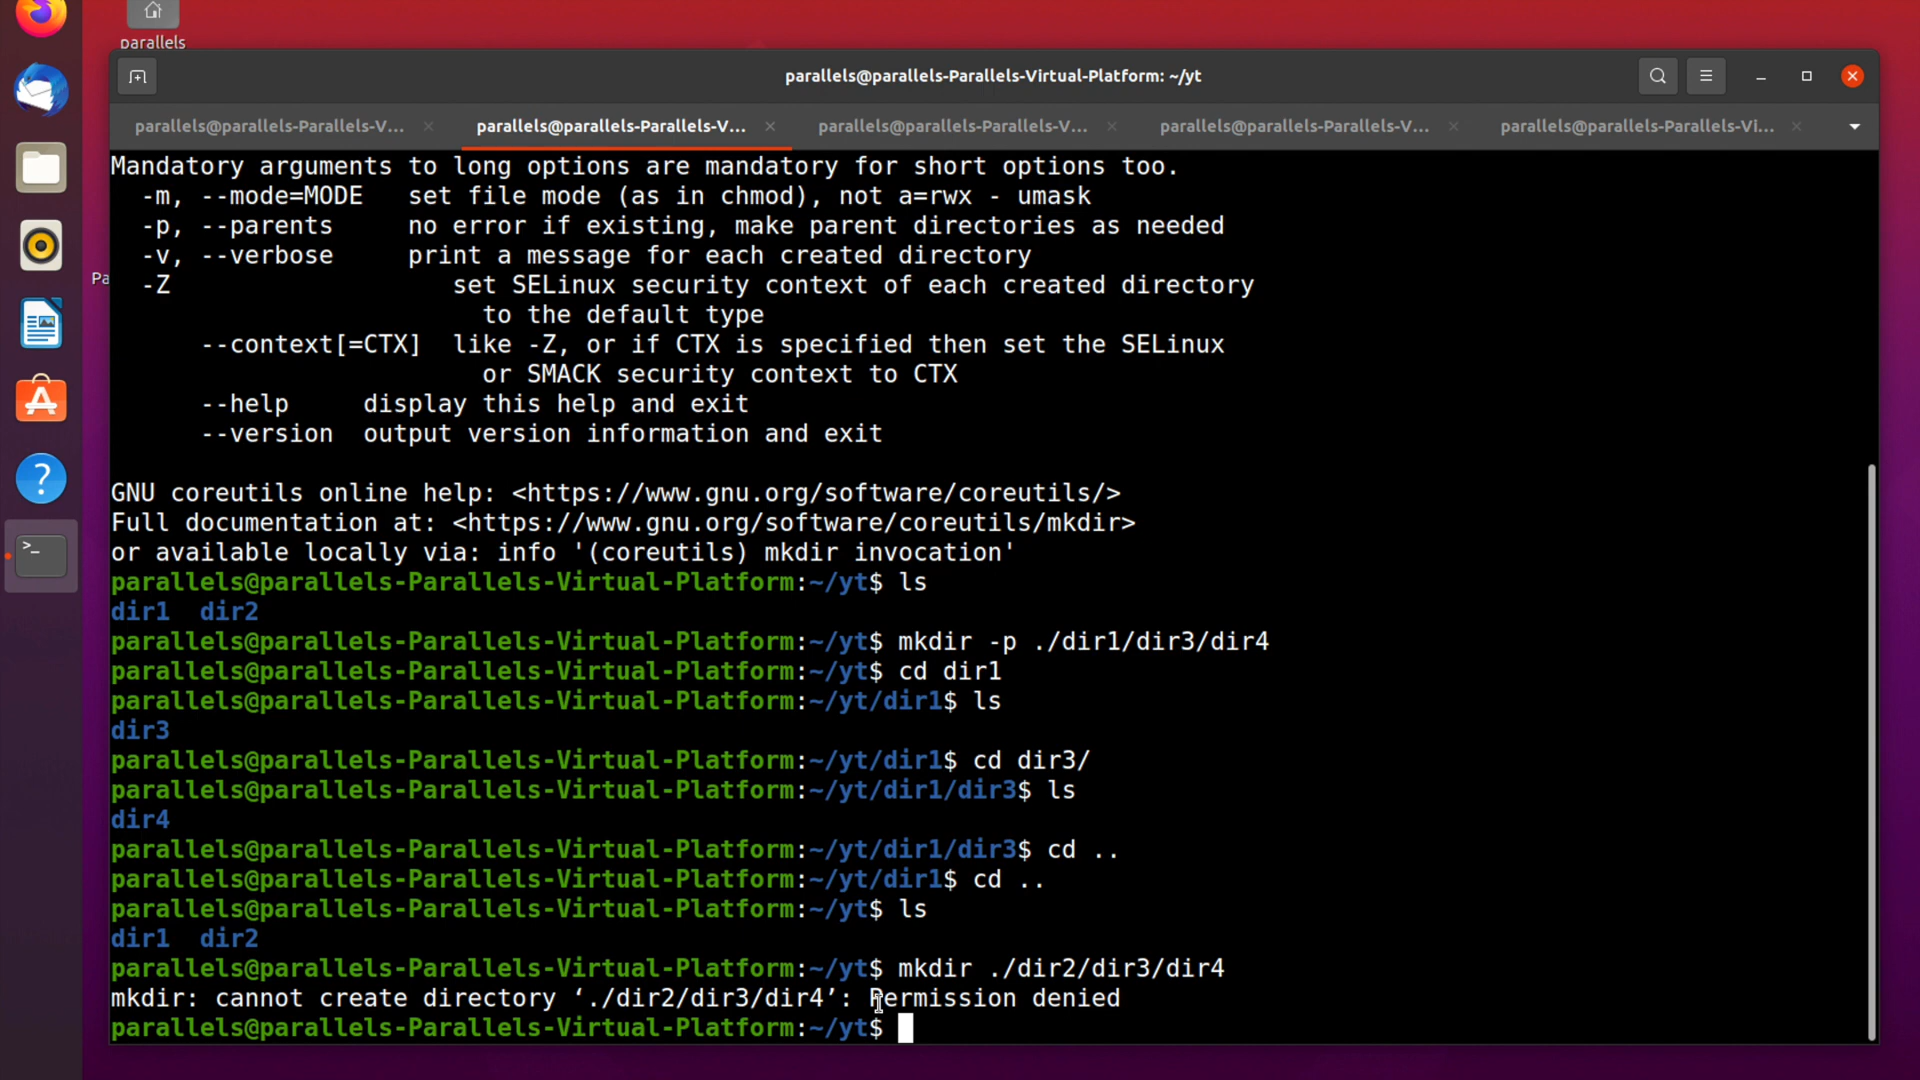 parallels
Pa
parallels@parallels-Parallels-Virtual-Platform: ~/yt
parallels@parallels-Parallels-V...
parallels@parallels-Parallels-V...
parallels@parallels-Parallels-V...
parallels@parallels-Parallels-V...
parallels@parallels-Parallels-Vi...
Mandatory arguments to long options are mandatory for short options too.
  -m, --mode=MODE   set file mode (as in chmod), not a=rwx - umask
  -p, --parents     no error if existing, make parent directories as needed
  -v, --verbose     print a message for each created directory
  -Z                   set SELinux security context of each created directory
                         to the default type
      --context[=CTX]  like -Z, or if CTX is specified then set the SELinux
                         or SMACK security context to CTX
      --help     display this help and exit
      --version  output version information and exit
GNU coreutils online help: <https://www.gnu.org/software/coreutils/>
Full documentation at: <https://www.gnu.org/software/coreutils/mkdir>
or available locally via: info '(coreutils) mkdir invocation'
parallels@parallels-Parallels-Virtual-Platform:~/yt$ ls
dir1  dir2
parallels@parallels-Parallels-Virtual-Platform:~/yt$ mkdir -p ./dir1/dir3/dir4
parallels@parallels-Parallels-Virtual-Platform:~/yt$ cd dir1
parallels@parallels-Parallels-Virtual-Platform:~/yt/dir1$ ls
dir3
parallels@parallels-Parallels-Virtual-Platform:~/yt/dir1$ cd dir3/
parallels@parallels-Parallels-Virtual-Platform:~/yt/dir1/dir3$ ls
dir4
parallels@parallels-Parallels-Virtual-Platform:~/yt/dir1/dir3$ cd ..
parallels@parallels-Parallels-Virtual-Platform:~/yt/dir1$ cd ..
parallels@parallels-Parallels-Virtual-Platform:~/yt$ ls
dir1  dir2
parallels@parallels-Parallels-Virtual-Platform:~/yt$ mkdir ./dir2/dir3/dir4
mkdir: cannot create directory ‘./dir2/dir3/dir4’: Permission denied
parallels@parallels-Parallels-Virtual-Platform:~/yt$